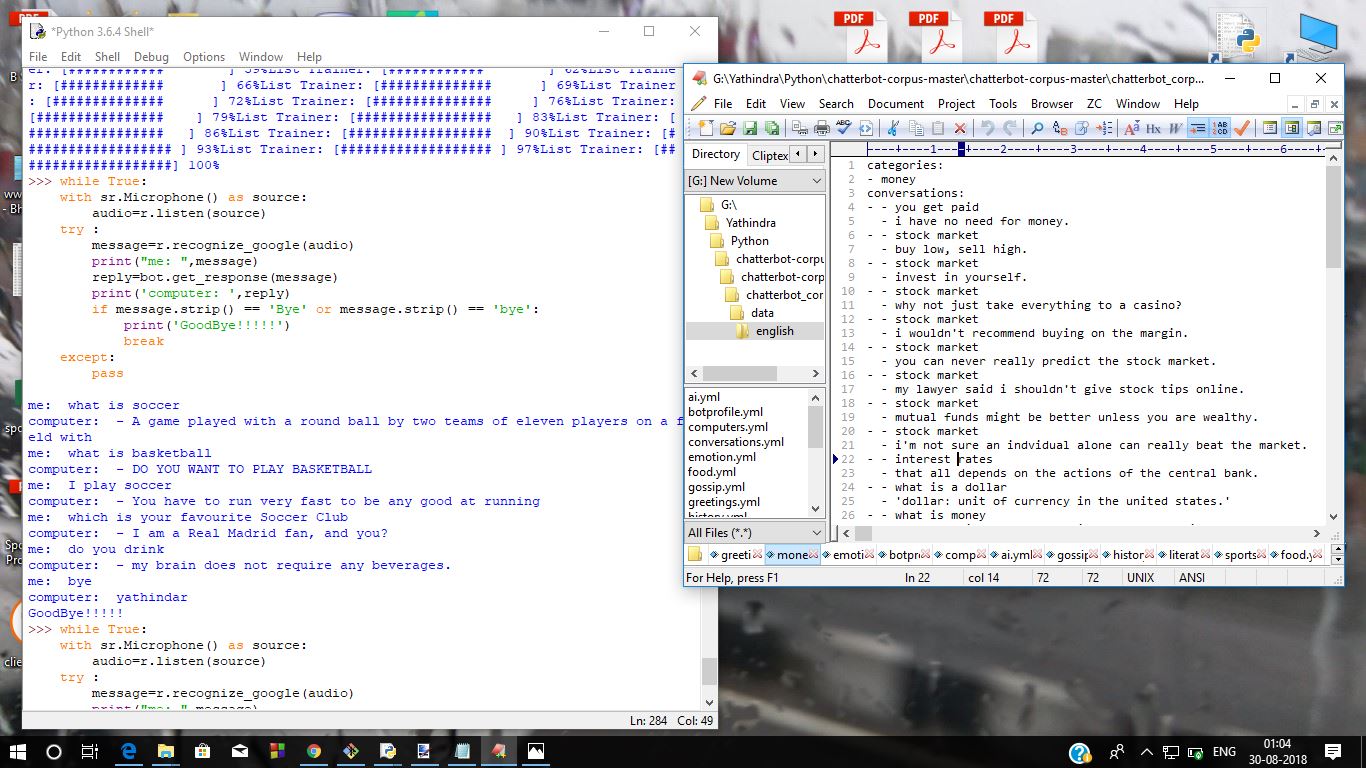 *Python 3.6.4 Shell*
File Edit Shell Debug Options Window Help
r: [############# ] 66%List Trainer: [############## ] 69%List Trainer
: [############## ] 72%List Trainer: [############### ] 76%List Trainer:
[################ ] 79%List Trainer: [################# ] 83%List Trainer: [#
################# ] 86%List Trainer: [################## ] 90%List Trainer: [#
################## ] 93%List Trainer: [################### ] 97%List Trainer: [##
##################] 100%
>>> while True:
with sr.Microphone() as source:
audio=r.listen(source)
try :
message=r.recognize_google(audio)
print("me: ",message)
reply=bot.get_response(message)
print('computer: ',reply)
if message.strip() == 'Bye' or message.strip() == 'bye':
print('GoodBye!!!!!')
break
except:
pass
me: what is soccer
computer: - A game played with a round ball by two teams of eleven players on a f
eld with
me: what is basketball
computer: - DO YOU WANT TO PLAY BASKETBALL
me: I play soccer
computer: - You have to run very fast to be any good at running
me: which is your favourite Soccer Club
computer: - I am a Real Madrid fan, and you?
me: do you drink
computer: - my brain does not require any beverages.
me: bye
computer: yathindar
GoodBye!!!!!
>>> while True:
with sr.Microphone() as source:
audio=r.listen(source)
try :
message=r.recognize_google(audio)
print("me: ",message)
Ln: 284 Col: 49
PDF PDF PDF
G:\Yathindra\Python\chatterbot-corpus-master\chatterbot-corpus-master\chatterbot_corp...
File Edit View Search Document Project Tools Browser ZC Window Help
Directory Cliptex
[G:] New Volume
G:\
Yathindra
Python
chatterbot-corpu
chatterbot-corp
chatterbot_cor
data
english
ai.yml
botprofile.yml
computers.yml
conversations.yml
emotion.yml
food.yml
gossip.yml
greetings.yml
history.yml
All Files (*.*)
----+----1----+----2----+----3----+----4----+----5----+----6----+
1 categories:
2 - money
3 conversations:
4 - - you get paid
5 - i have no need for money.
6 - - stock market
7 - buy low, sell high.
8 - - stock market
9 - invest in yourself.
10 - - stock market
11 - why not just take everything to a casino?
12 - - stock market
13 - i wouldn't recommend buying on the margin.
14 - - stock market
15 - you can never really predict the stock market.
16 - - stock market
17 - my lawyer said i shouldn't give stock tips online.
18 - - stock market
19 - mutual funds might be better unless you are wealthy.
20 - - stock market
21 - i'm not sure an indvidual alone can really beat the market.
22 - - interest rates
23 - that all depends on the actions of the central bank.
24 - - what is a dollar
25 - 'dollar: unit of currency in the united states.'
26 - - what is money
greeti mone emoti botpr comp ai.yml gossip histor literat sports food.y
For Help, press F1 ln 22 col 14 72 72 UNIX ANSI
ENG
01:04
30-08-2018